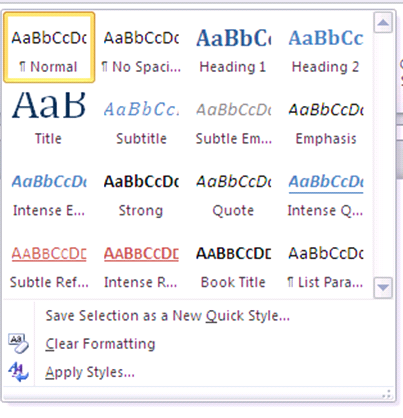 AaBbCcDc AaBbCcDc AaBbCc AaBbCc
¶ Normal ¶ No Spaci... Heading 1 Heading 2
AaB AaBbCc. AaBbCcDc AaBbCcDc
Title Subtitle Subtle Em... Emphasis
AaBbCcDc AaBbCcDc AaBbCcDc AaBbCcDc
Intense E... Strong Quote Intense Q...
AaBbCcDD AaBbCcDD AaBbCcDD AaBbCcDc
Subtle Ref... Intense R... Book Title ¶ List Para...
Save Selection as a New Quick Style...
Clear Formatting
Apply Styles...